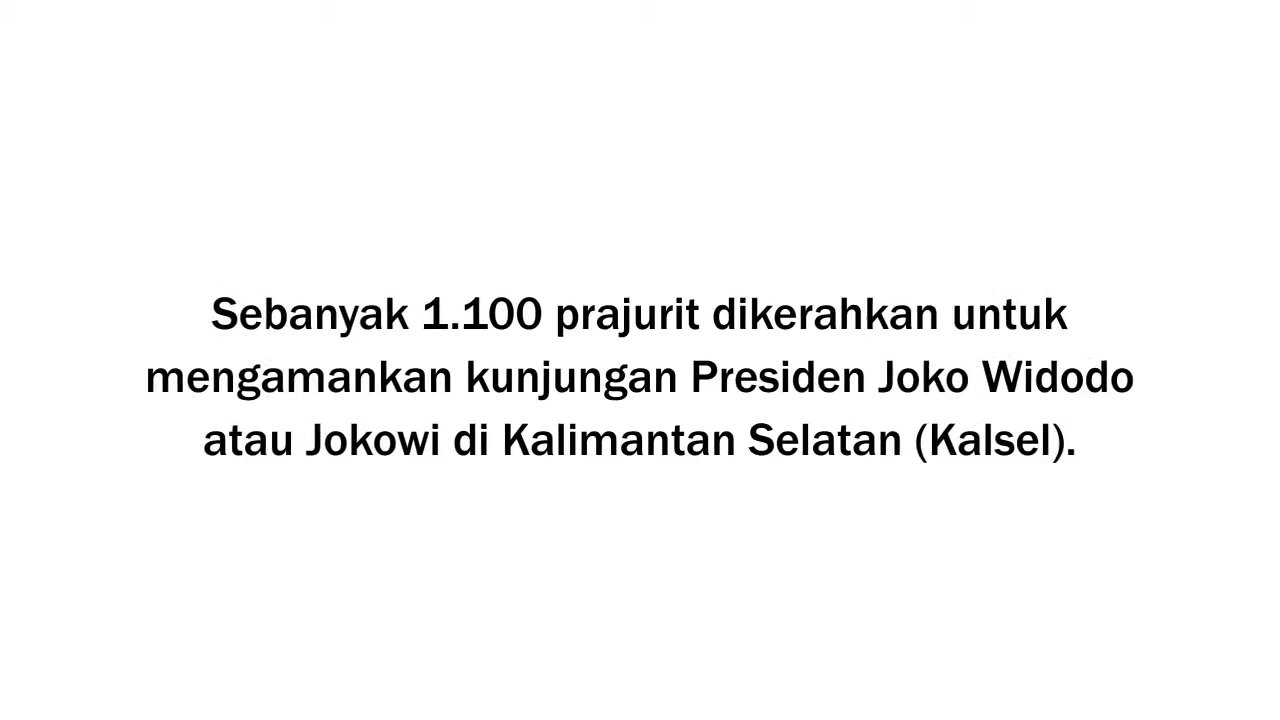 Sebanyak 1.100 prajurit dikerahkan untuk
mengamankan kunjungan Presiden Joko Widodo
atau Jokowi di Kalimantan Selatan (Kalsel).